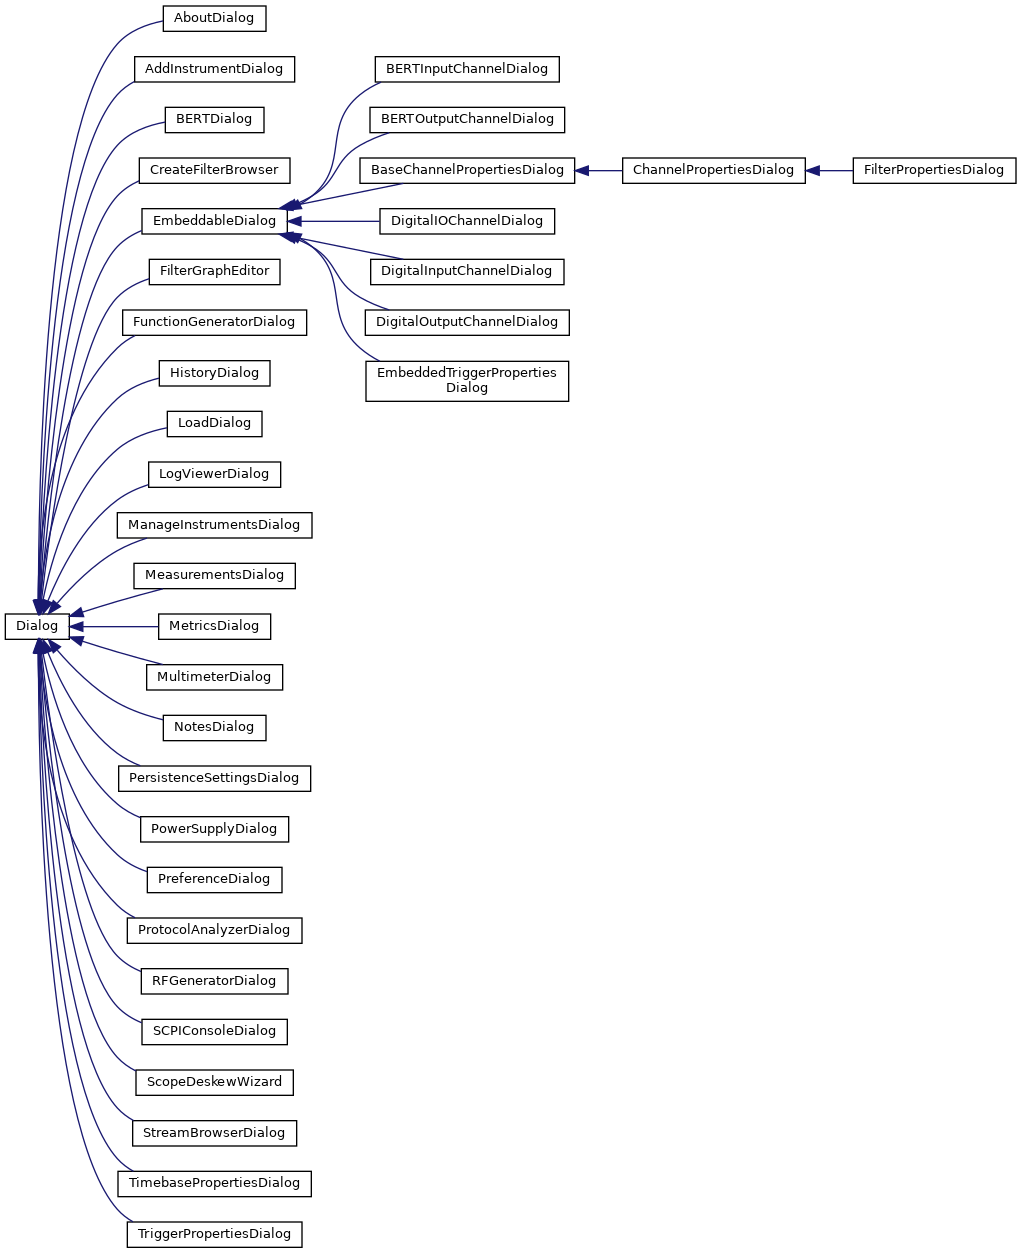 AboutDialog
AddInstrumentDialog
BERTInputChannelDialog
BERTDialog
BERTOutputChannelDialog
CreateFilterBrowser
BaseChannelPropertiesDialog
ChannelPropertiesDialog
FilterPropertiesDialog
EmbeddableDialog
DigitalIOChannelDialog
FilterGraphEditor
DigitalInputChannelDialog
FunctionGeneratorDialog
DigitalOutputChannelDialog
HistoryDialog
EmbeddedTriggerProperties
Dialog
LoadDialog
LogViewerDialog
ManageInstrumentsDialog
MeasurementsDialog
Dialog
MetricsDialog
MultimeterDialog
NotesDialog
PersistenceSettingsDialog
PowerSupplyDialog
PreferenceDialog
ProtocolAnalyzerDialog
RFGeneratorDialog
SCPIConsoleDialog
ScopeDeskewWizard
StreamBrowserDialog
TimebasePropertiesDialog
TriggerPropertiesDialog